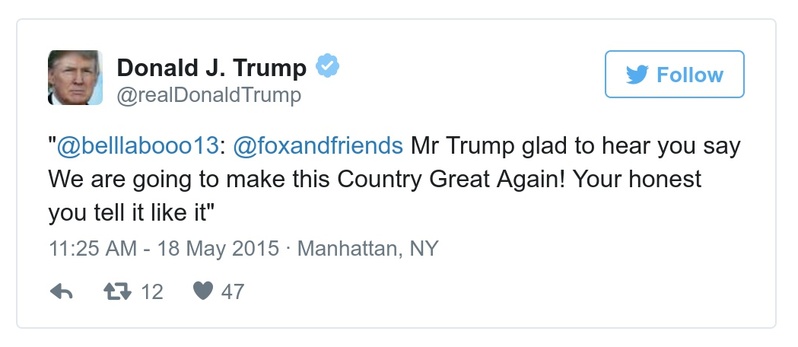 Donald J. Trump
@realDonaldTrump
Follow
"@belllabooo13: @foxandfriends Mr Trump glad to hear you say
We are going to make this Country Great Again! Your honest
you tell it like it"
11:25 AM - 18 May 2015 · Manhattan, NY
12 47